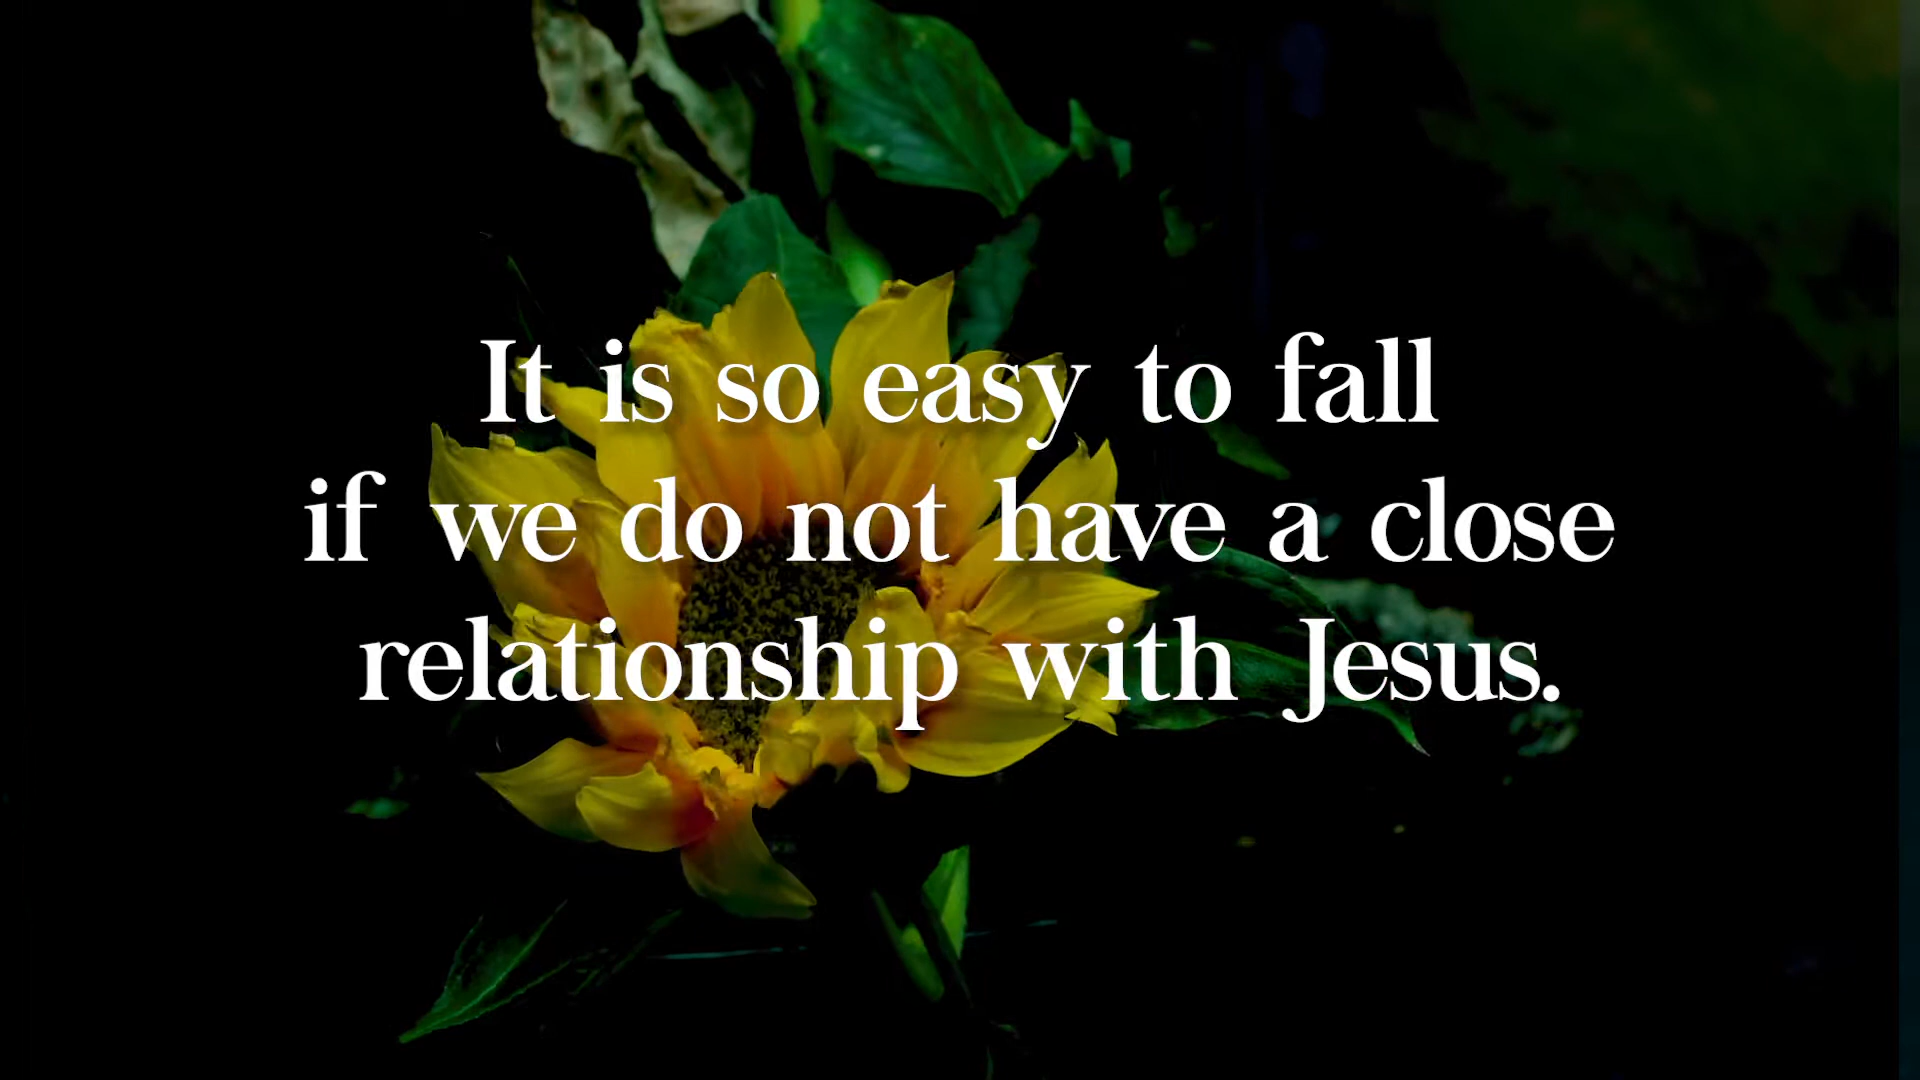 It is so easy to fall
if we do not have a close
relationship with Jesus.